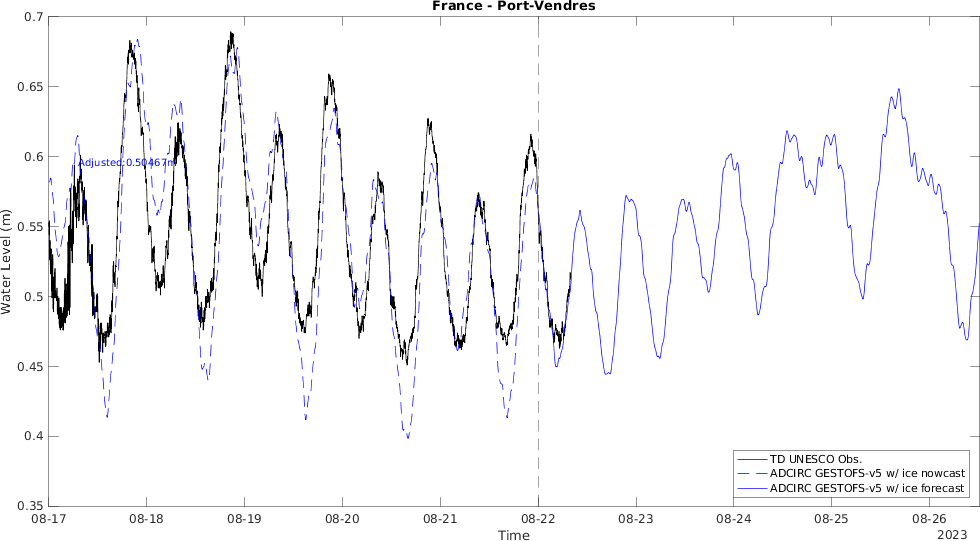 France - Port-Vendres
0.7
0.65
0.6
0.55
0.5
0.45
0.4
0.35
Water Level (m)
Adjusted:0.50467m
TD UNESCO Obs.
ADCIRC GESTOFS-v5 w/ ice nowcast
ADCIRC GESTOFS-v5 w/ ice forecast
08-17 08-18 08-19 08-20 08-21 08-22 08-23 08-24 08-25 08-26
Time
2023